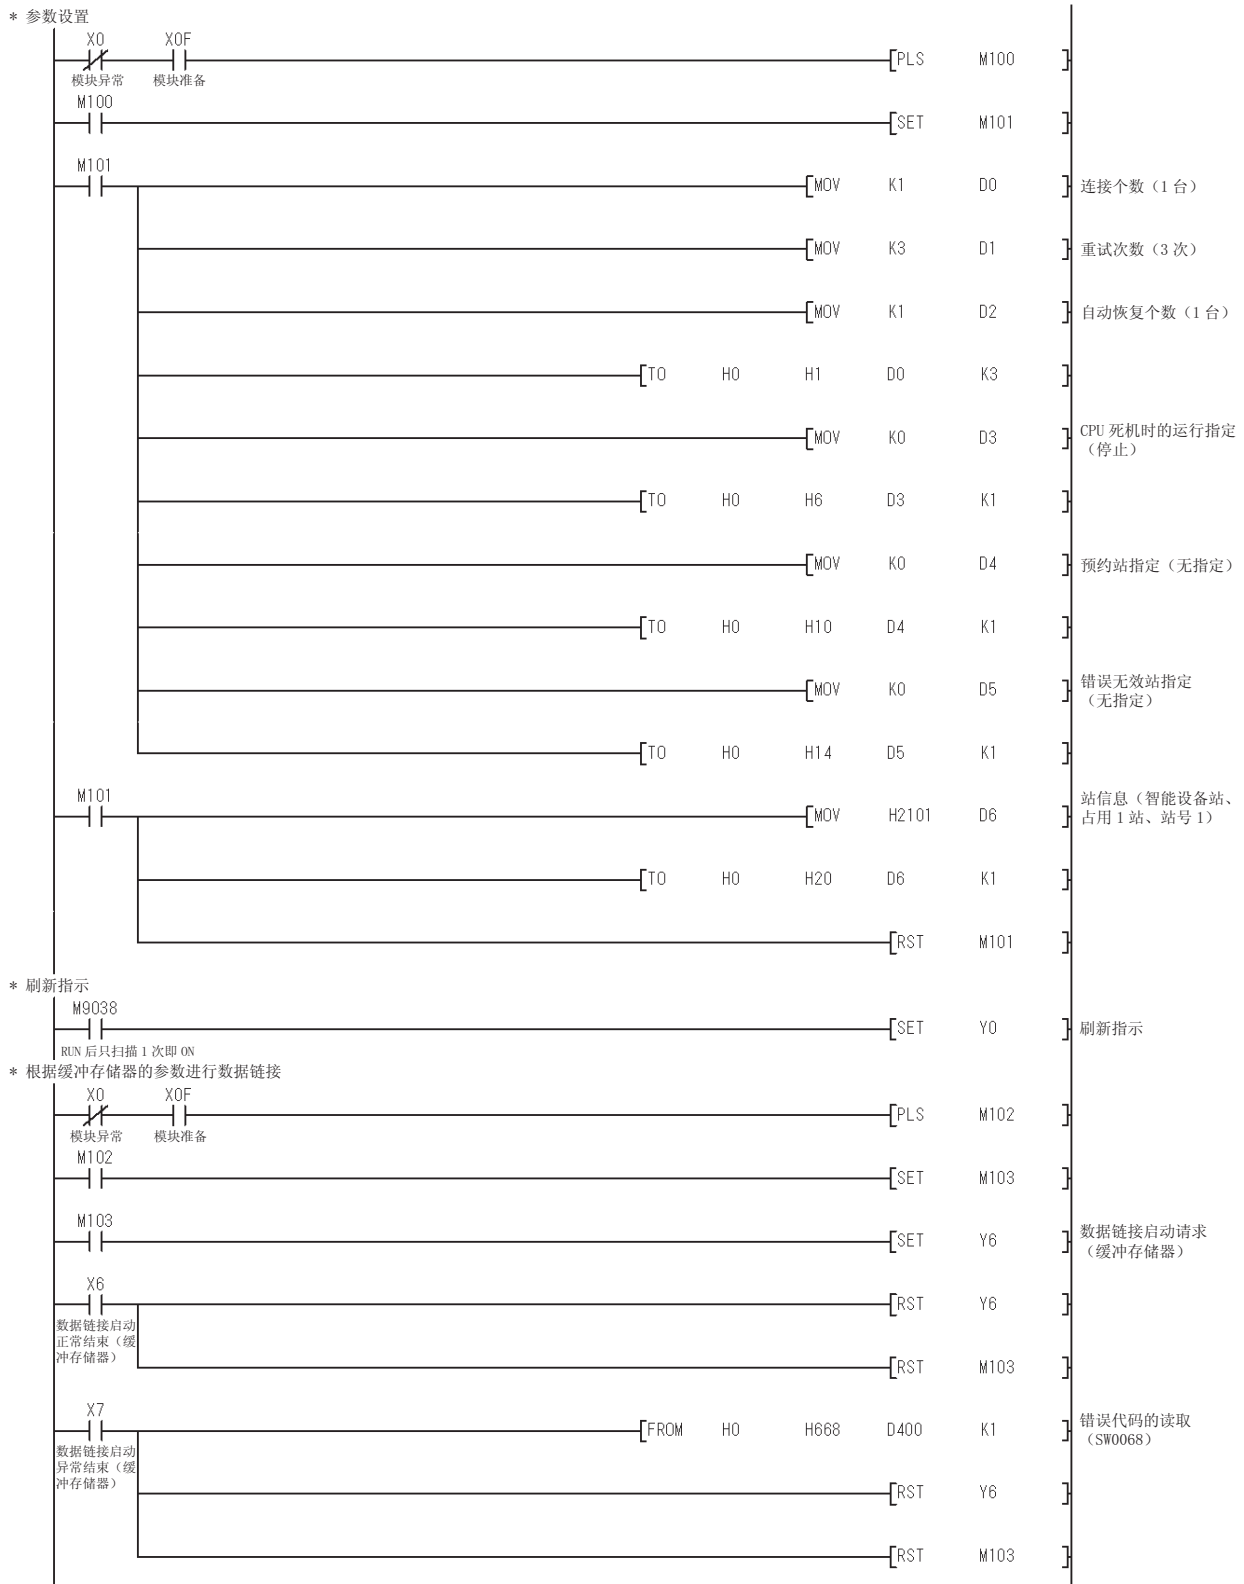 * 参数设置
X0 X0F
[PLS M100 ]
模块异常 模块准备
M100
[SET M101 ]
M101
[MOV K1 D0 ] 连接个数（1 台）
[MOV K3 D1 ] 重试次数（3 次）
[MOV K1 D2 ] 自动恢复个数（1 台）
[TO H0 H1 D0 K3 ]
[MOV K0 D3 ] CPU 死机时的运行指定
（停止）
[TO H0 H6 D3 K1 ]
[MOV K0 D4 ] 预约站指定（无指定）
[TO H0 H10 D4 K1 ]
[MOV K0 D5 ] 错误无效站指定
（无指定）
[TO H0 H14 D5 K1 ]
M101
[MOV H2101 D6 ] 站信息（智能设备站、
占用 1 站、站号 1）
[TO H0 H20 D6 K1 ]
[RST M101 ]
* 刷新指示
M9038
[SET Y0 ] 刷新指示
RUN 后只扫描 1 次即 ON
* 根据缓冲存储器的参数进行数据链接
X0 X0F
[PLS M102 ]
模块异常 模块准备
M102
[SET M103 ]
M103
[SET Y6 ] 数据链接启动请求
（缓冲存储器）
X6
[RST Y6 ]
数据链接启动
正常结束（缓
冲存储器）
[RST M103 ]
X7
[FROM H0 H668 D400 K1 ] 错误代码的读取
（SW0068）
数据链接启动
异常结束（缓
冲存储器）
[RST Y6 ]
[RST M103 ]